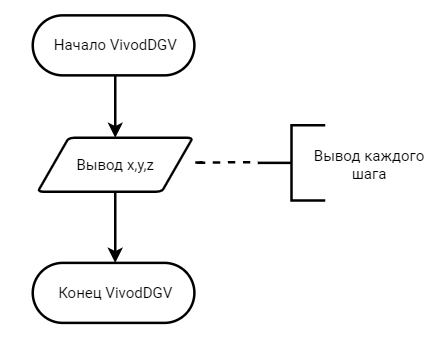 Начало VivodDGV
Вывод x,y,z
Вывод каждого
шага
Конец VivodDGV